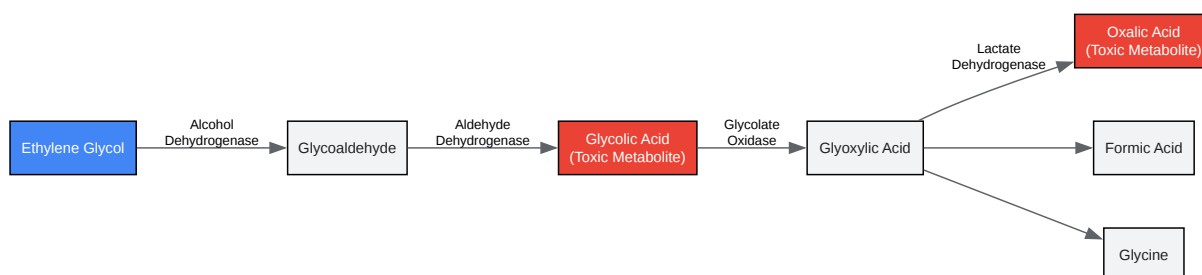 Ethylene Glycol
Alcohol
Dehydrogenase
Glycoaldehyde
Aldehyde
Dehydrogenase
Glycolic Acid
(Toxic Metabolite)
Glycolate
Oxidase
Glyoxylic Acid
Lactate
Dehydrogenase
Oxalic Acid
(Toxic Metabolite)
Formic Acid
Glycine